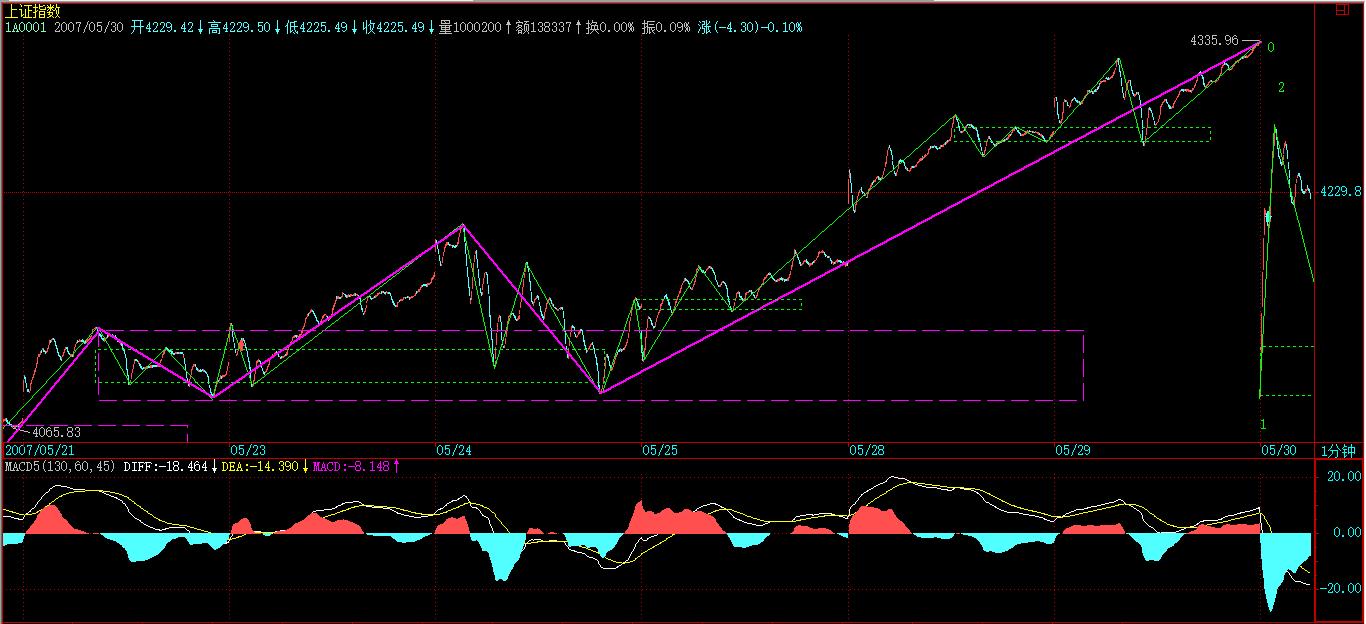 上证指数
1A0001 2007/05/30 开4229.42↓高4229.50↓低4225.49↓收4225.49↓量1000200↑额138337↑换0.00% 振0.09% 涨(-4.30)-0.10%
4335.96
0
2
4229.8
4065.83
1
2007/05/21 05/23 05/24 05/25 05/28 05/29 05/30 1分钟
MACD5(130,60,45) DIFF:-18.464↓DEA:-14.390↓MACD:-8.148↑
20.00
0.00
-20.00